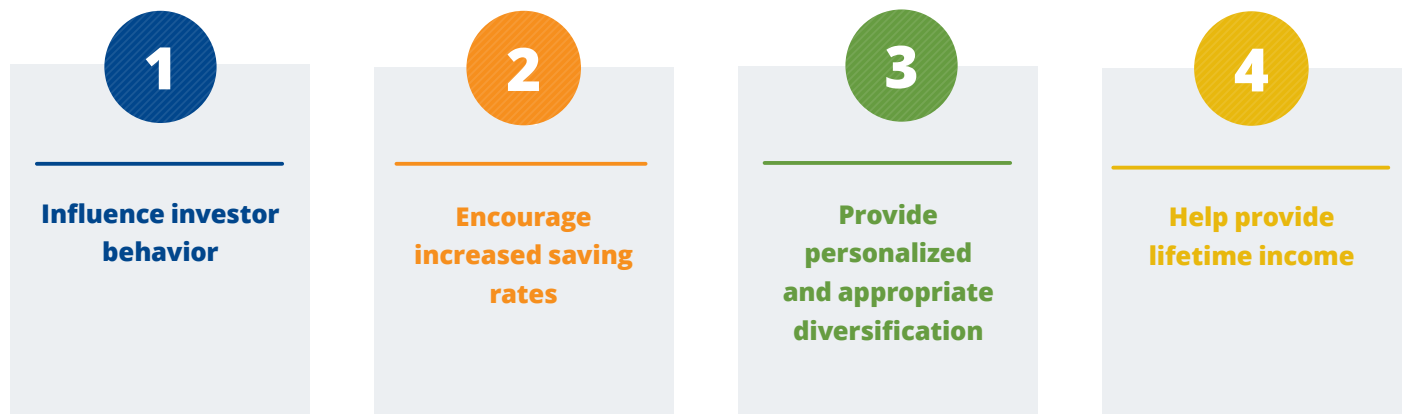 1
Influence investor
behavior
2
Encourage
increased saving
rates
3
Provide
personalized
and appropriate
diversification
4
Help provide
lifetime income